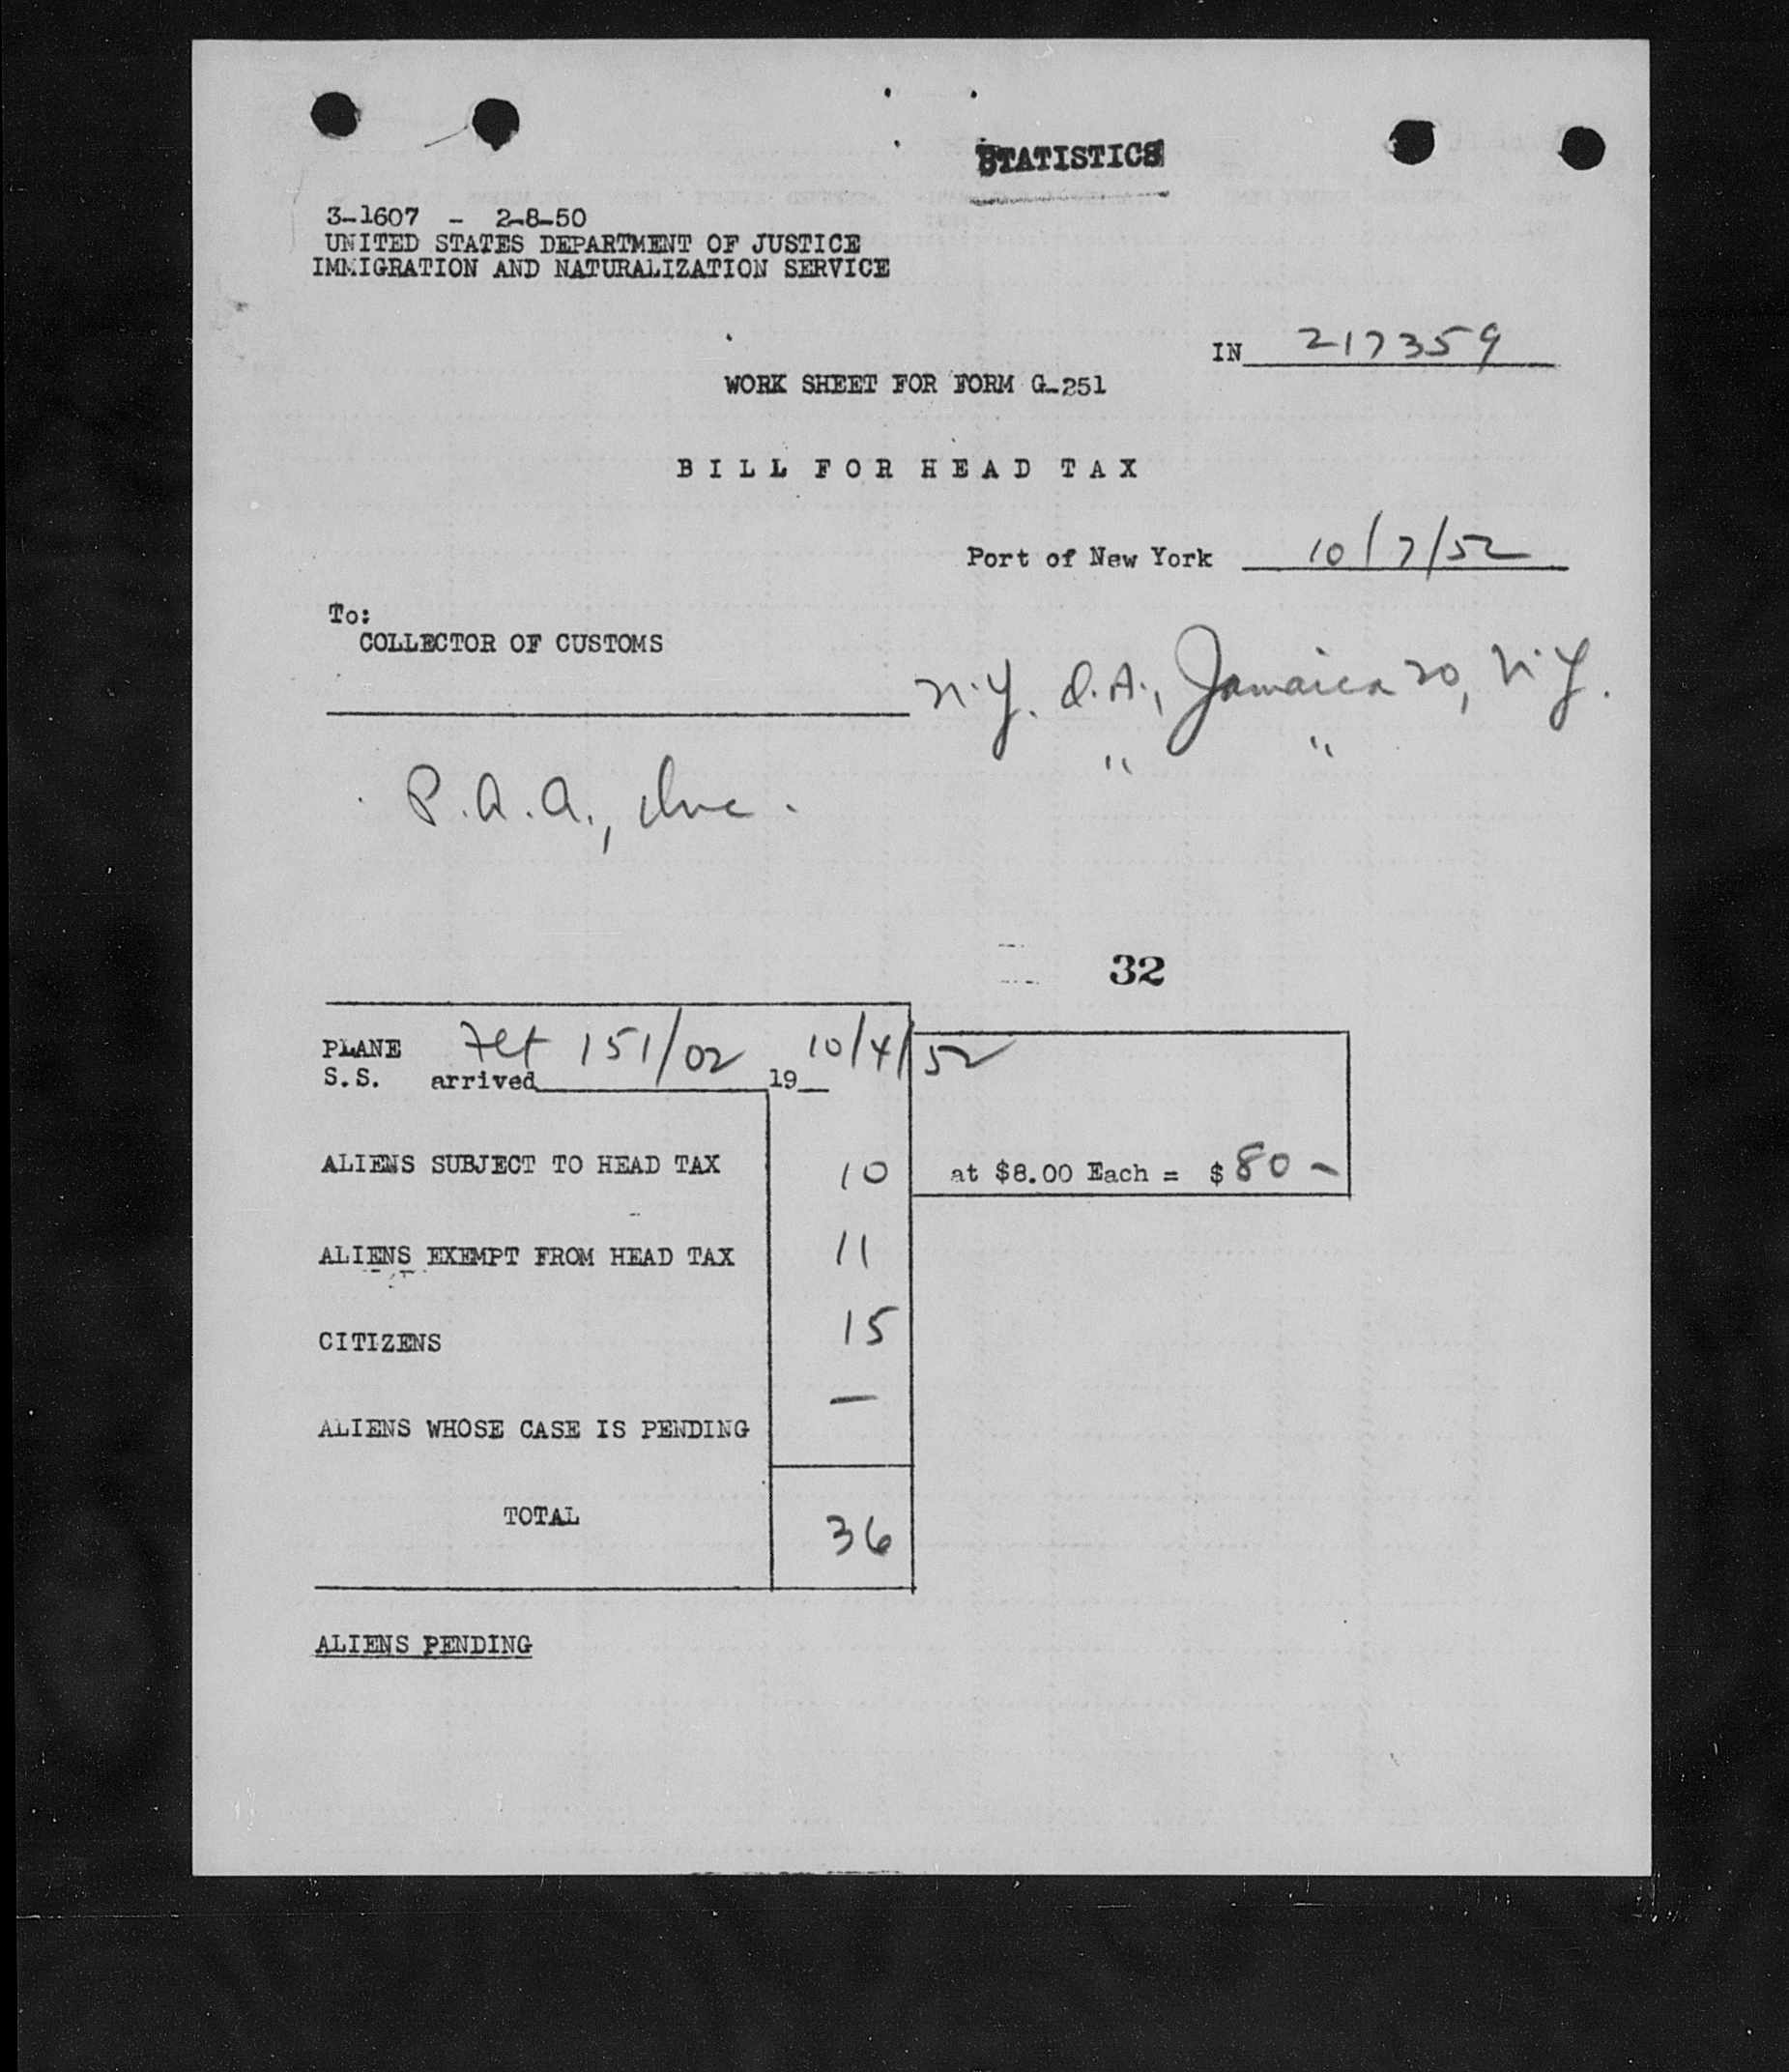 STATISTICS
3-1607 - 2-8-50
UNITED STATES DEPARTMENT OF JUSTICE
IMMIGRATION AND NATURALIZATION SERVICE
IN 217359
WORK SHEET FOR FORM G-251
BILL FOR HEAD TAX
Port of New York 10/7/52
To:
COLLECTOR OF CUSTOMS
N.Y. I.A., Jamaica 20, N.Y.
" "
P.A.A., Inc.
32
PLANE Flt 151/02 10/4/52
S.S. arrived 19
ALIENS SUBJECT TO HEAD TAX 10 at $8.00 Each = $ 80 -
ALIENS EXEMPT FROM HEAD TAX 11
CITIZENS 15
ALIENS WHOSE CASE IS PENDING —
TOTAL 36
ALIENS PENDING